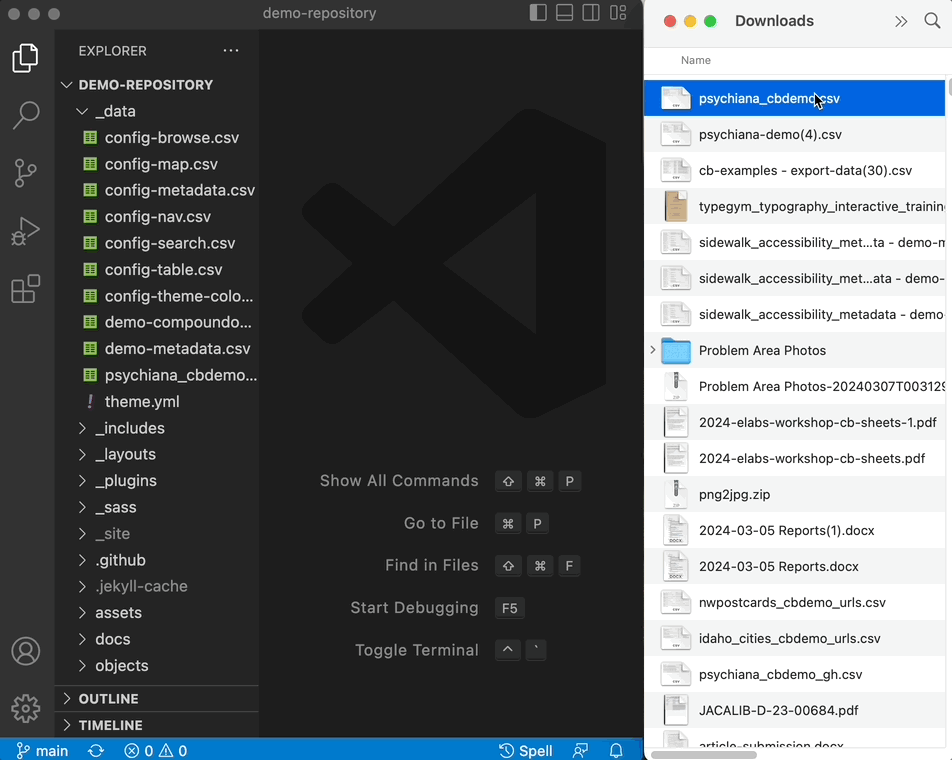 demo-repository
EXPLORER
DEMO-REPOSITORY
_data
config-browse.csv
config-map.csv
config-metadata.csv
config-nav.csv
config-search.csv
config-table.csv
config-theme-colo...
demo-compoundo...
demo-metadata.csv
psychiana_cbdemo...
! theme.yml
_includes
_layouts
_plugins
_sass
_site
.github
.jekyll-cache
assets
docs
objects
OUTLINE
TIMELINE
Show All Commands ⇧ ⌘ P
Go to File ⌘ P
Find in Files ⇧ ⌘ F
Start Debugging F5
Toggle Terminal ^ `
main 0 0 Spell
Downloads
Name
psychiana_cbdemo.csv
psychiana-demo(4).csv
cb-examples - export-data(30).csv
typegym_typography_interactive_trainin
sidewalk_accessibility_met...ta - demo-m
sidewalk_accessibility_met...ata - demo-
sidewalk_accessibility_metadata - demo
Problem Area Photos
Problem Area Photos-20240307T003129
2024-elabs-workshop-cb-sheets-1.pdf
2024-elabs-workshop-cb-sheets.pdf
png2jpg.zip
2024-03-05 Reports(1).docx
2024-03-05 Reports.docx
nwpostcards_cbdemo_urls.csv
idaho_cities_cbdemo_urls.csv
psychiana_cbdemo_gh.csv
JACALIB-D-23-00684.pdf
article-submission.docx